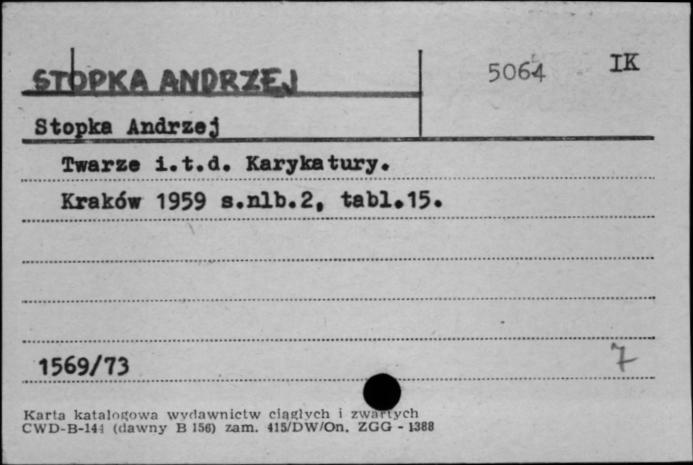 STOPKA ANDRZEJ
5064
IK
Stopka Andrzej
Twarze i.t.d. Karykatury.
Kraków 1959 s.nlb.2, tabl.15.
1569/73
7
Karta katalogowa wydawnictw ciągłych i zwartych
CWD-B-144 (dawny B 156) zam. 415/DW/On. ZGG - 1388